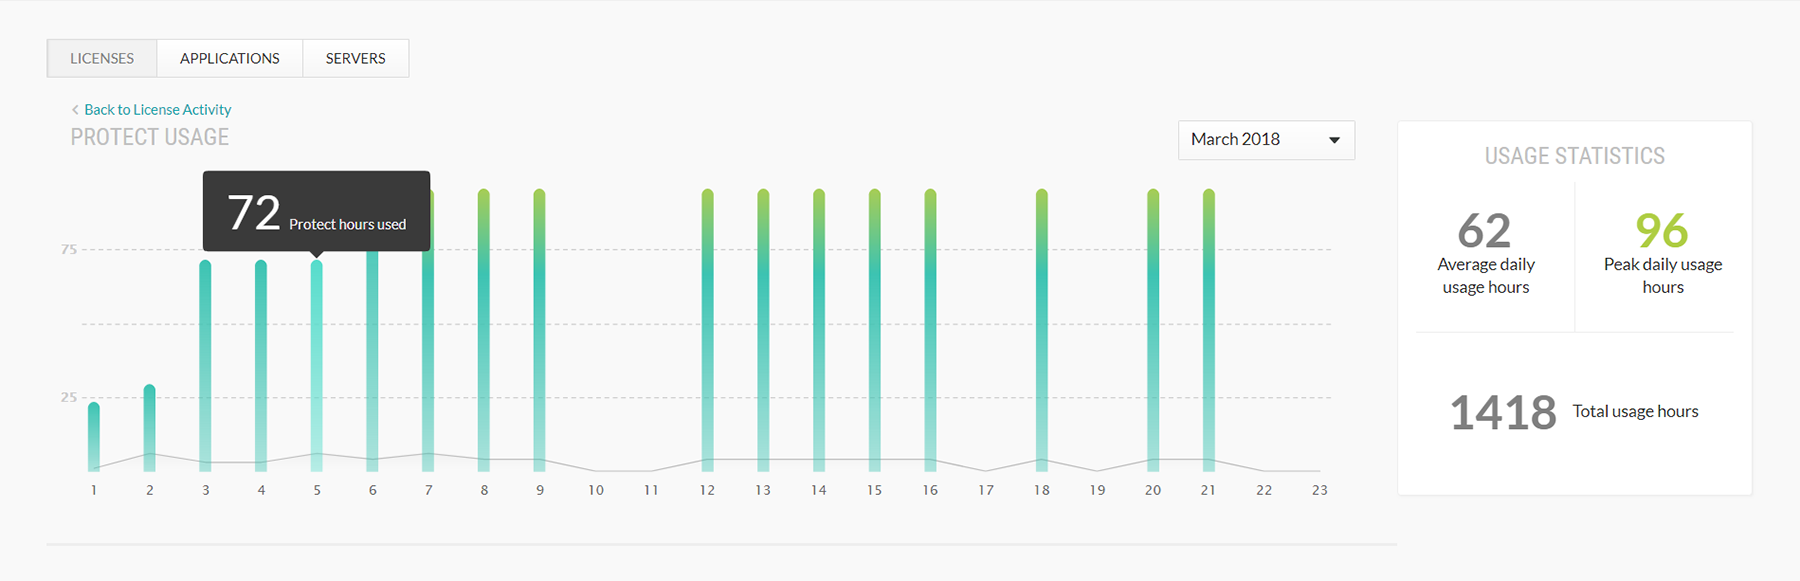 LICENSES APPLICATIONS SERVERS
Back to License Activity
PROTECT USAGE
March 2018
72 Protect hours used
75
25
1 2 3 4 5 6 7 8 9 10 11 12 13 14 15 16 17 18 19 20 21 22 23
USAGE STATISTICS
62
Average daily
usage hours
96
Peak daily usage
hours
1418 Total usage hours